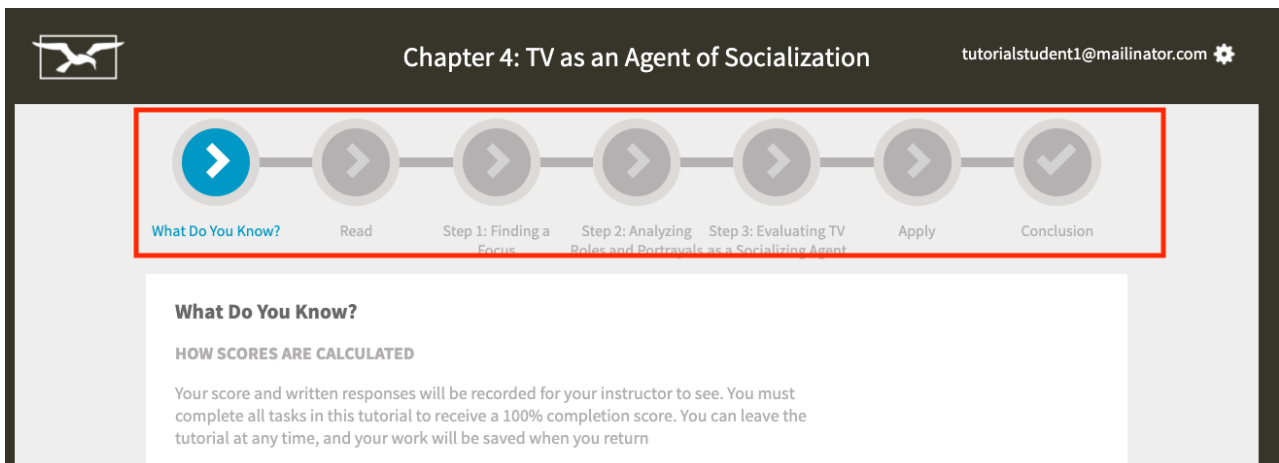 Chapter 4: TV as an Agent of Socialization
tutorialstudent1@mailinator.com
What Do You Know?
Read
Step 1: Finding a
Focus
Step 2: Analyzing
Roles and Portrayals
Step 3: Evaluating TV
as a Socializing Agent
Apply
Conclusion
What Do You Know?
HOW SCORES ARE CALCULATED
Your score and written responses will be recorded for your instructor to see. You must
complete all tasks in this tutorial to receive a 100% completion score. You can leave the
tutorial at any time, and your work will be saved when you return